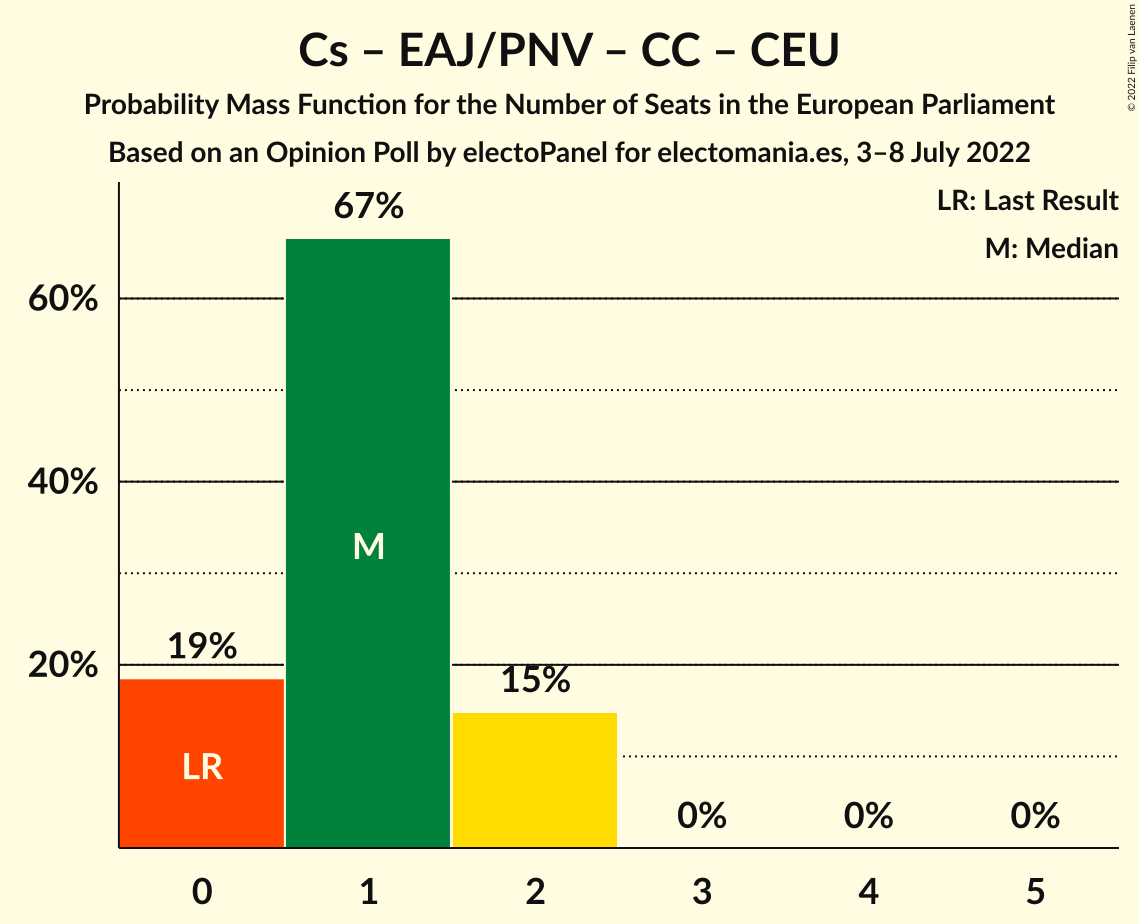 Cs – EAJ/PNV – CC – CEU
Probability Mass Function for the Number of Seats in the European Parliament
Based on an Opinion Poll by electoPanel for electomania.es, 3–8 July 2022
© 2022 Filip van Laenen
LR: Last Result
M: Median
67%
60%
40%
M
19%
20%
15%
LR
0% 0% 0%
0 1 2 3 4 5